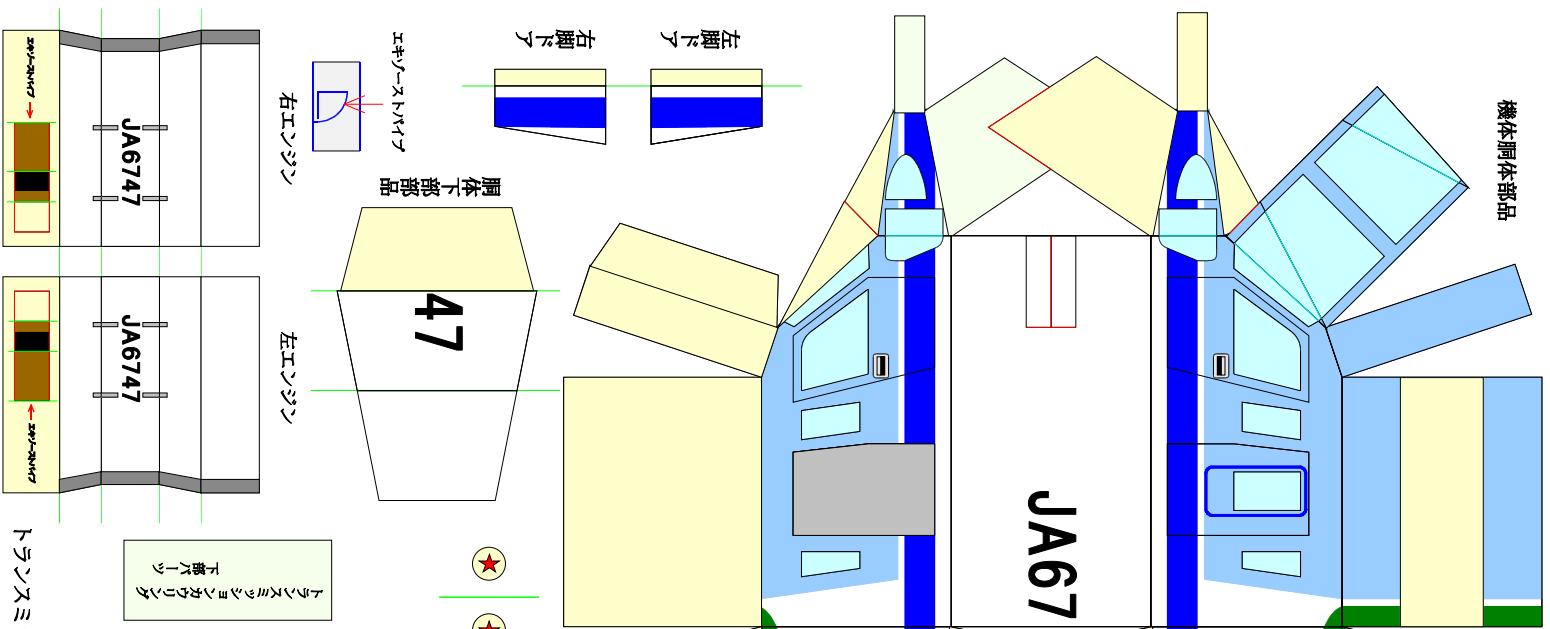 エキゾーストパイプ
JA6747
右エンジン
エキゾーストパイプ
右脚ドア
左脚ドア
機体胴体部品
胴体下部部品
47
エキゾーストパイプ
JA6747
左エンジン
JA67
トランスミ
トランスミッションカウリング
下部パーツ